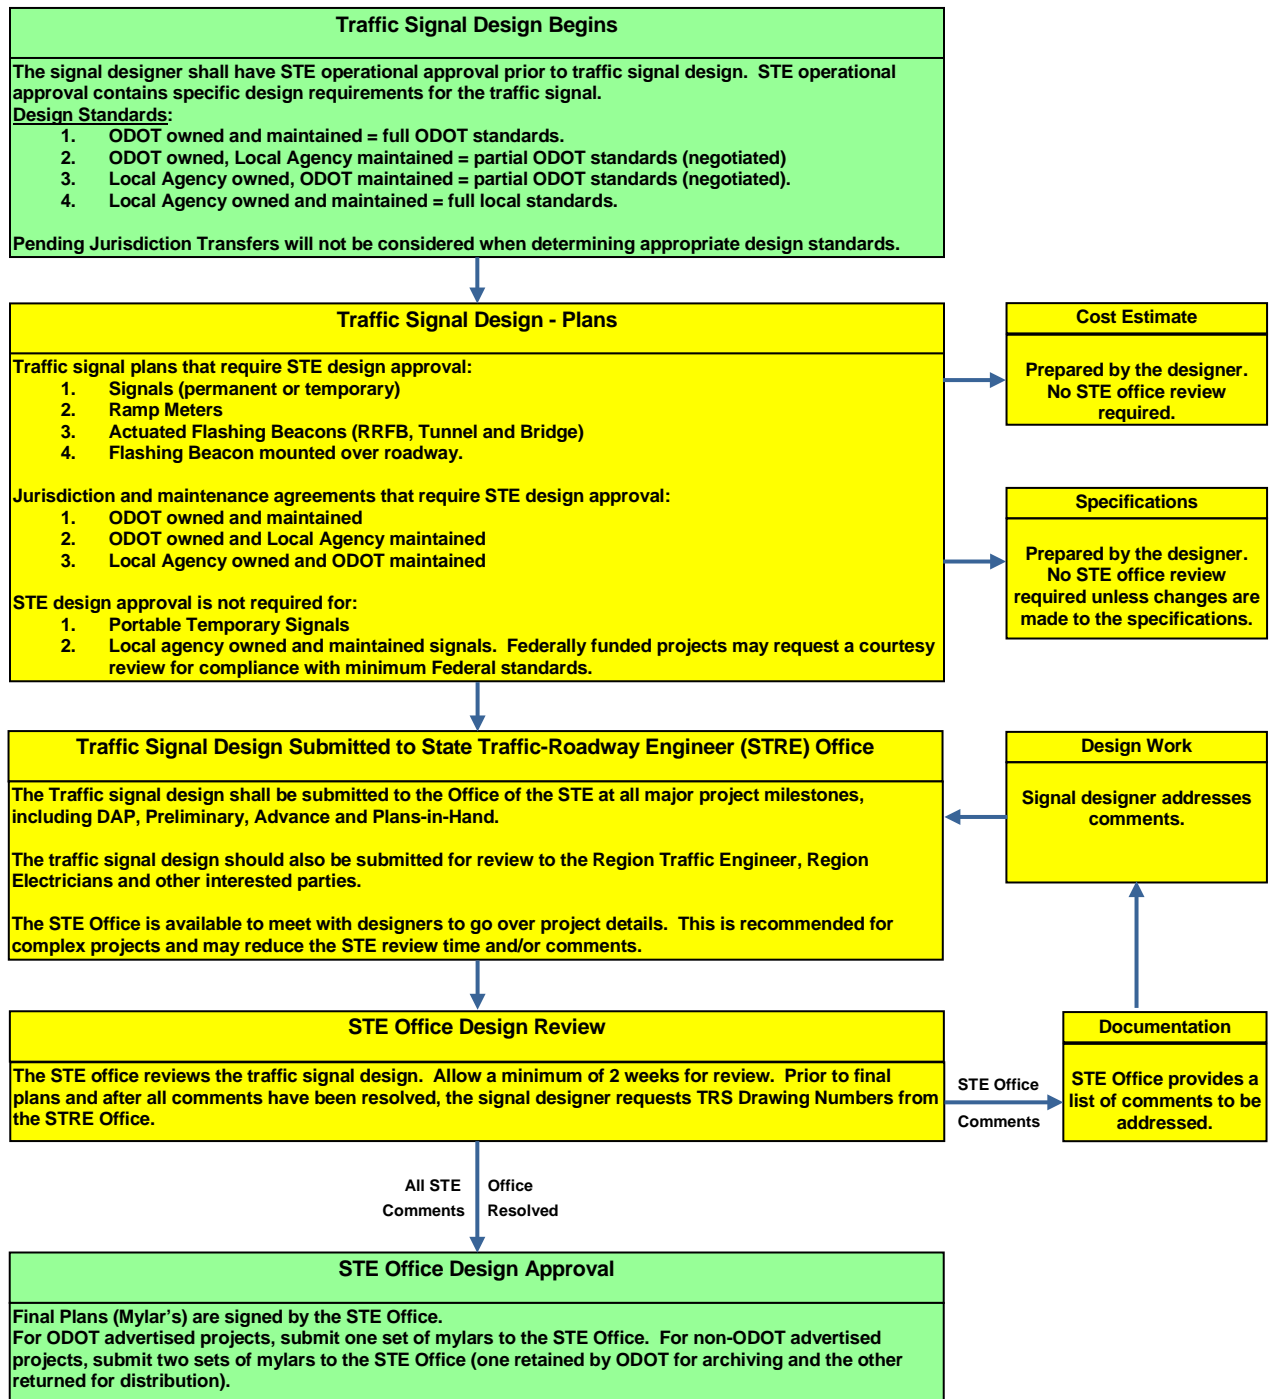 Traffic Signal Design Begins
The signal designer shall have STE operational approval prior to traffic signal design.  STE operational
approval contains specific design requirements for the traffic signal.
Design Standards:
1. ODOT owned and maintained = full ODOT standards.
2. ODOT owned, Local Agency maintained = partial ODOT standards (negotiated)
3. Local Agency owned, ODOT maintained = partial ODOT standards (negotiated).
4. Local Agency owned and maintained = full local standards.
Pending Jurisdiction Transfers will not be considered when determining appropriate design standards.
Traffic Signal Design - Plans
Traffic signal plans that require STE design approval:
1. Signals (permanent or temporary)
2. Ramp Meters
3. Actuated Flashing Beacons (RRFB, Tunnel and Bridge)
4. Flashing Beacon mounted over roadway.
Jurisdiction and maintenance agreements that require STE design approval:
1. ODOT owned and maintained
2. ODOT owned and Local Agency maintained
3. Local Agency owned and ODOT maintained
STE design approval is not required for:
1. Portable Temporary Signals
2. Local agency owned and maintained signals.  Federally funded projects may request a courtesy
review for compliance with minimum Federal standards.
Cost Estimate
Prepared by the designer.
No STE office review
required.
Specifications
Prepared by the designer.
No STE office review
required unless changes are
made to the specifications.
Traffic Signal Design Submitted to State Traffic-Roadway Engineer (STRE) Office
The Traffic signal design shall be submitted to the Office of the STE at all major project milestones,
including DAP, Preliminary, Advance and Plans-in-Hand.
The traffic signal design should also be submitted for review to the Region Traffic Engineer, Region
Electricians and other interested parties.
The STE Office is available to meet with designers to go over project details.  This is recommended for
complex projects and may reduce the STE review time and/or comments.
Design Work
Signal designer addresses
comments.
STE Office Design Review
The STE office reviews the traffic signal design.  Allow a minimum of 2 weeks for review.  Prior to final
plans and after all comments have been resolved, the signal designer requests TRS Drawing Numbers from
the STRE Office.
STE Office
Comments
Documentation
STE Office provides a
list of comments to be
addressed.
All STE Office
Comments Resolved
STE Office Design Approval
Final Plans (Mylar’s) are signed by the STE Office.
For ODOT advertised projects, submit one set of mylars to the STE Office.  For non-ODOT advertised
projects, submit two sets of mylars to the STE Office (one retained by ODOT for archiving and the other
returned for distribution).